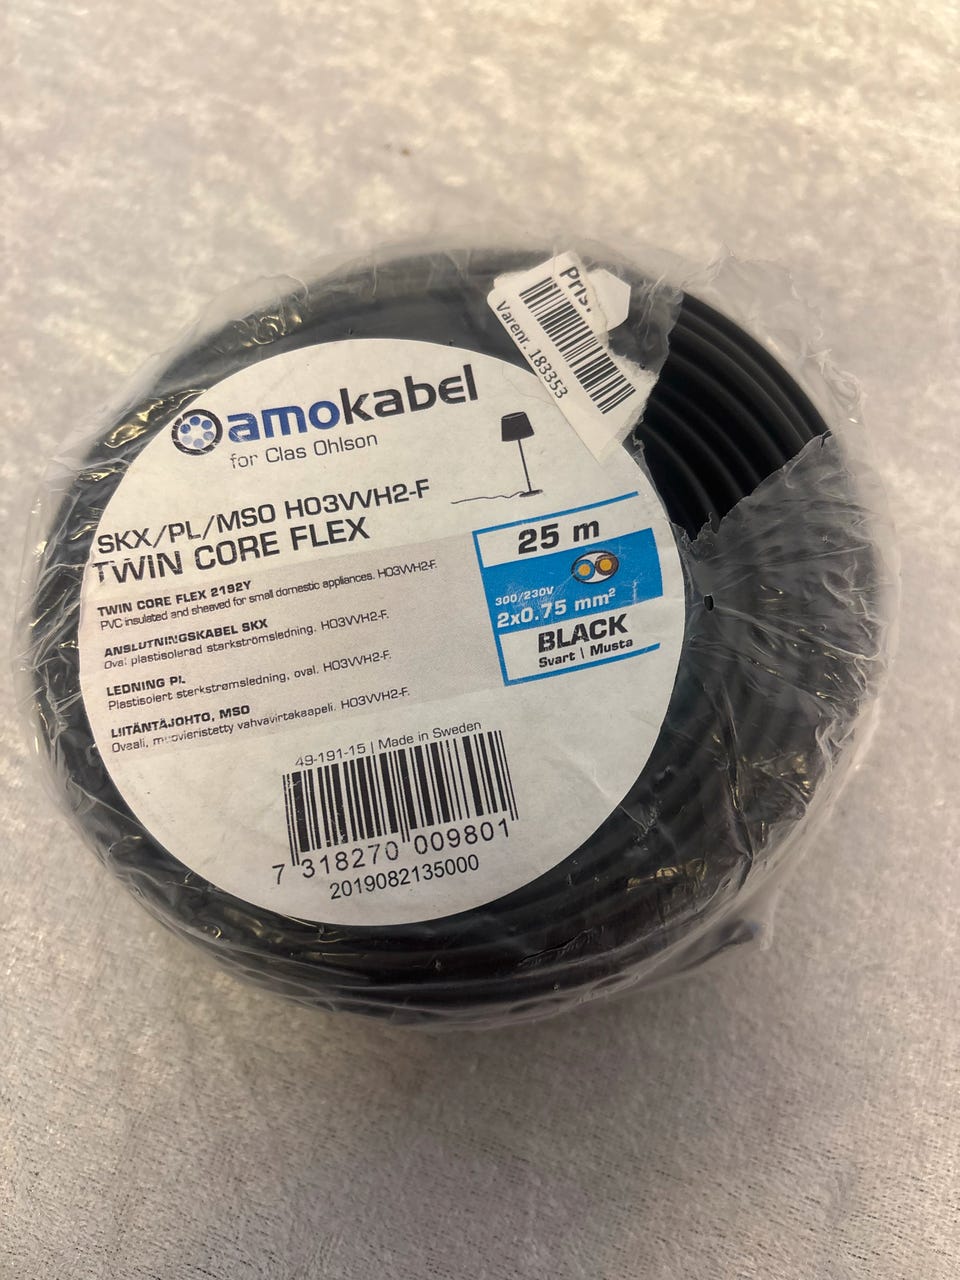 Pris:
Varenr. 183353
amokabel
for Clas Ohlson
SKX/PL/MSO H03VVH2-F
TWIN CORE FLEX
TWIN CORE FLEX 2192Y
PVC insulated and sheaved for small domestic appliances. H03VVH2-F.
ANSLUTNINGSKABEL SKX
Oval plastisolerad starkströmsledning. H03VVH2-F.
LEDNING PL
Plastisolert sterkstrømsledning, oval. H03VVH2-F.
LIITÄNTÄJOHTO, MSO
Ovaali, muovieristetty vahvavirtakaapeli. H03VVH2-F.
25 m
300/230V
2x0.75 mm²
BLACK
Svart | Musta
49-191-15 | Made in Sweden
7 318270 009801
2019082135000